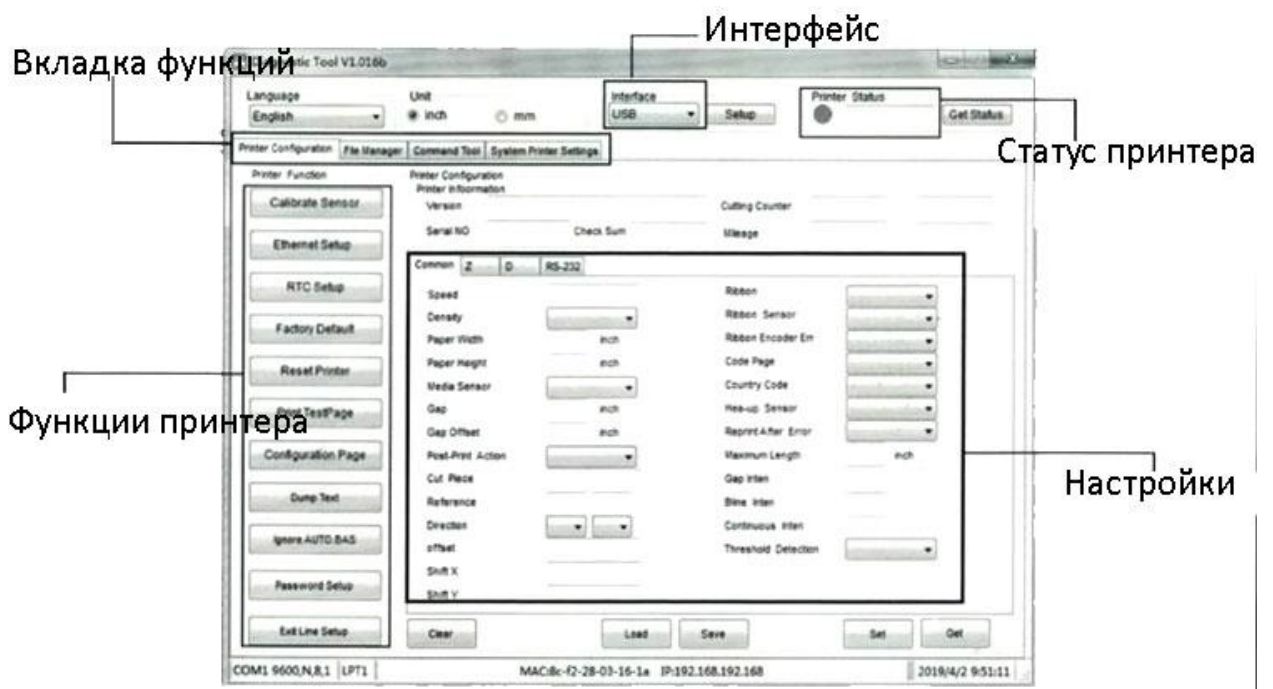 Интерфейс
Вкладка функций
Tool V1.016b
Language Unit Interface Printer Status
English inch mm USB Setup Get Status
Статус принтера
Printer Configuration File Manager Command Tool System Printer Settings
Printer Function Printer Configuration
Printer Infoormation
Calibrate Sensor Version Cutting Counter
Serial NO Check Sum Mileage
Ethernet Setup
Common Z D RS-232
RTC Setup Speed Ribbon
Density Ribbon Sensor
Factory Default Paper Width inch Ribbon Encoder Err
Paper Height inch Code Page
Reset Printer Media Sensor Country Code
Gap inch Hea-up Sensor
Функции принтера
Print TestPage Gap Offset inch Reprint After Error
Configuration Page Post-Print Action Maximum Length inch
Настройки
Cut Piece Gap Inten
Dump Text Reference Bline Inten
Direction Continuous Inten
Ignore AUTO.BAS offset Threshold Detection
Shift X
Password Setup Shift Y
Exit Line Setup Clear Load Save Set Get
COM1 9600,N,8,1 LPT1 MAC:8c-f2-28-03-16-1a IP:192.168.192.168 2019/4/2 9:51:11